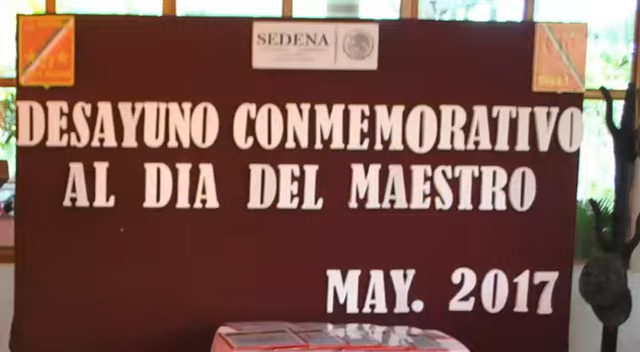 SEDENA
DESAYUNO CONMEMORATIVO
AL DIA DEL MAESTRO
MAY. 2017